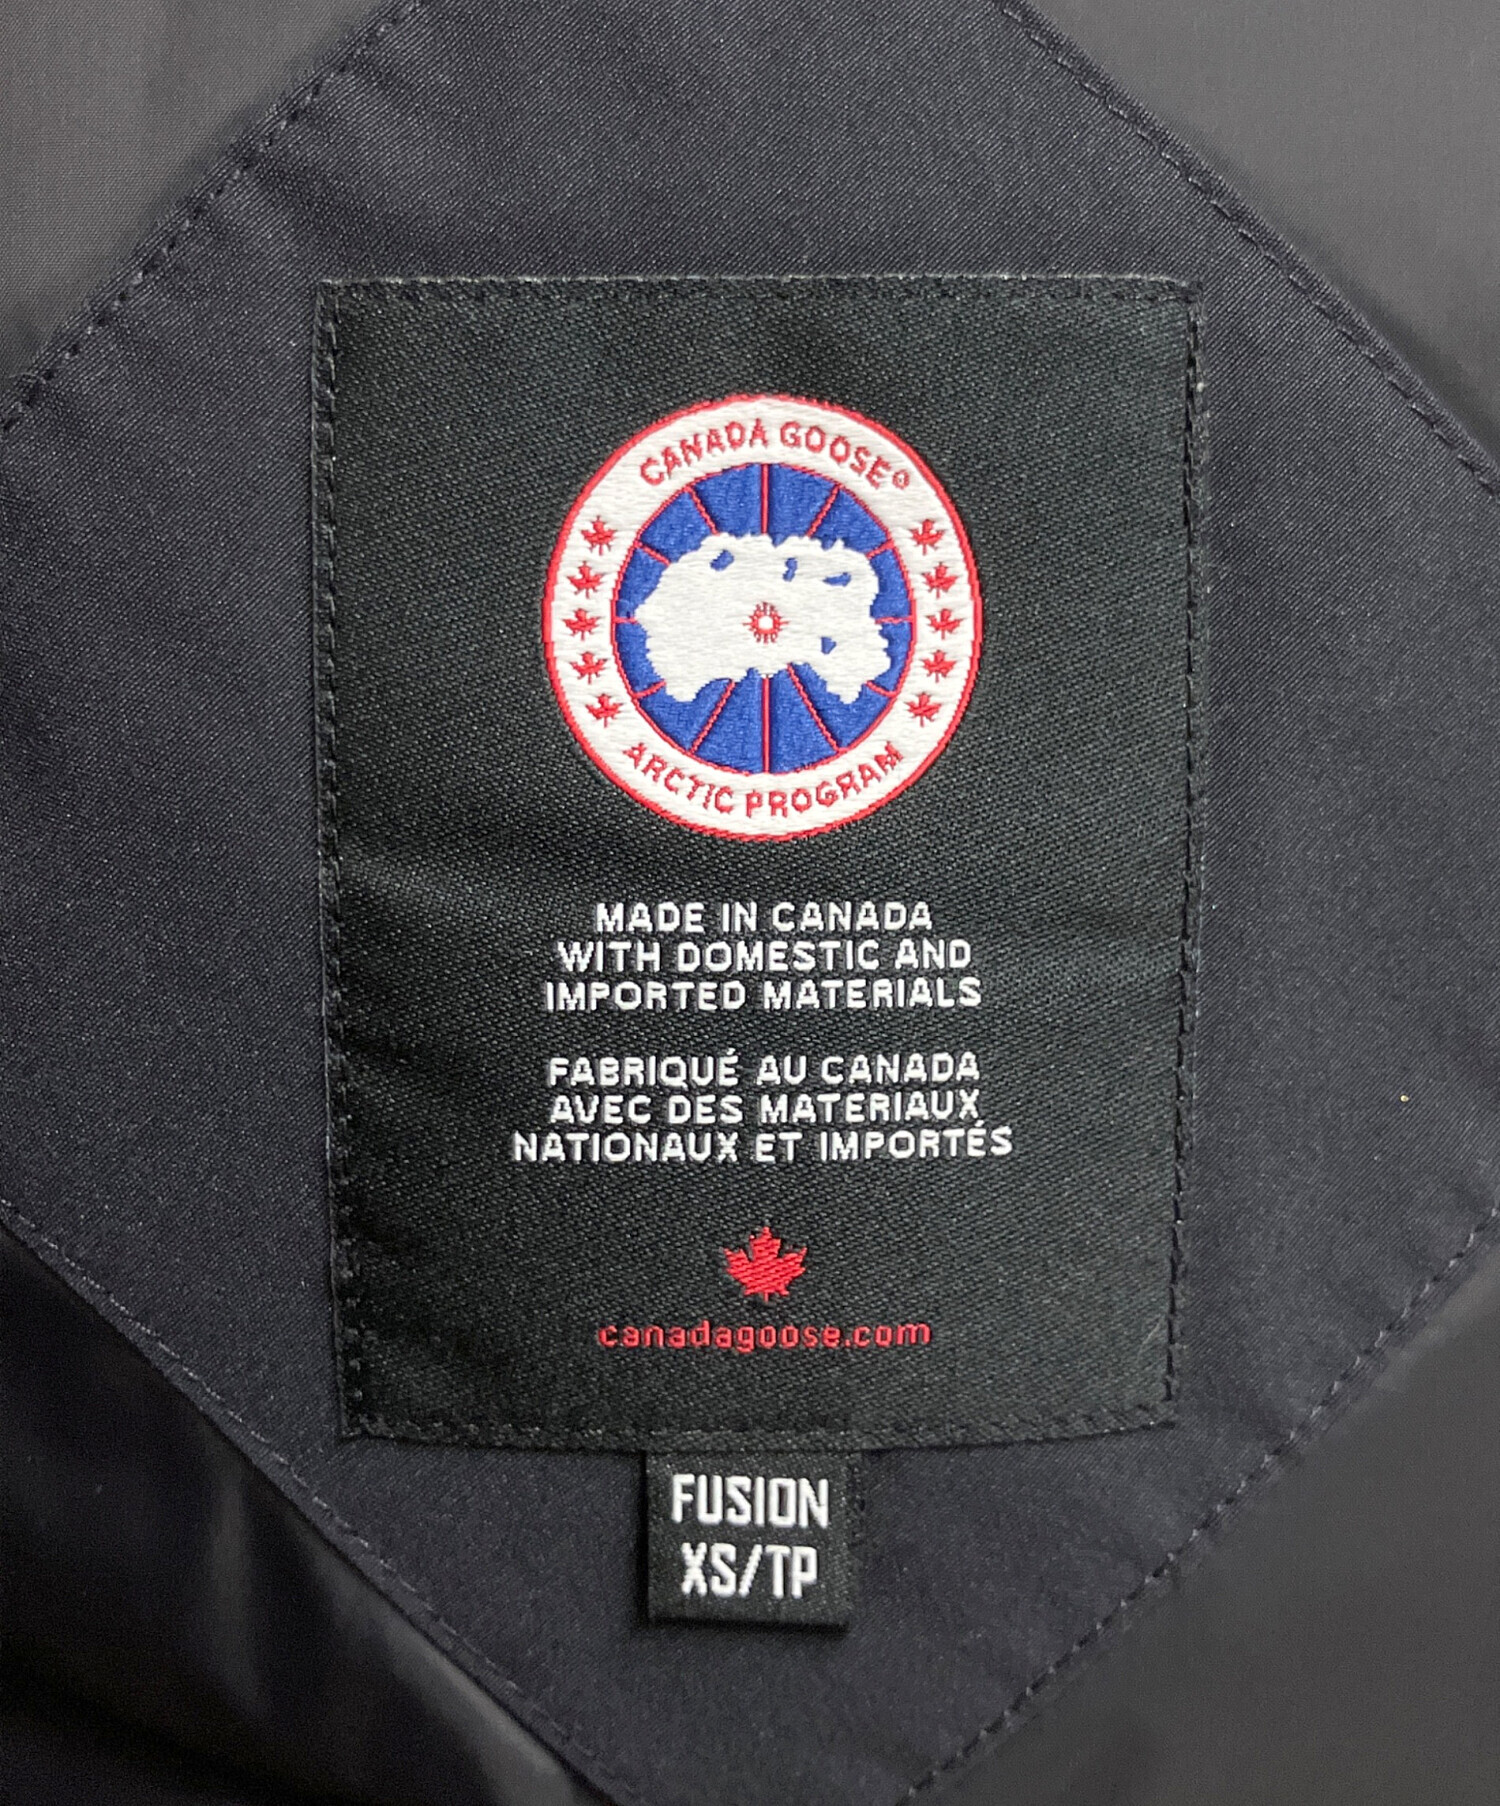 CANADA GOOSE®
ARCTIC PROGRAM
MADE IN CANADA
WITH DOMESTIC AND
IMPORTED MATERIALS
FABRIQUÉ AU CANADA
AVEC DES MATERIAUX
NATIONAUX ET IMPORTÉS
canadagoose.com
FUSION
XS/TP